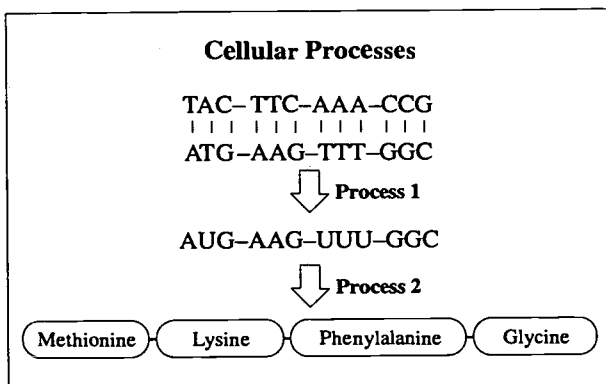 Cellular Processes
TAC–TTC–AAA–CCG
ATG–AAG–TTT–GGC
Process 1
AUG–AAG–UUU–GGC
Process 2
Methionine Lysine Phenylalanine Glycine